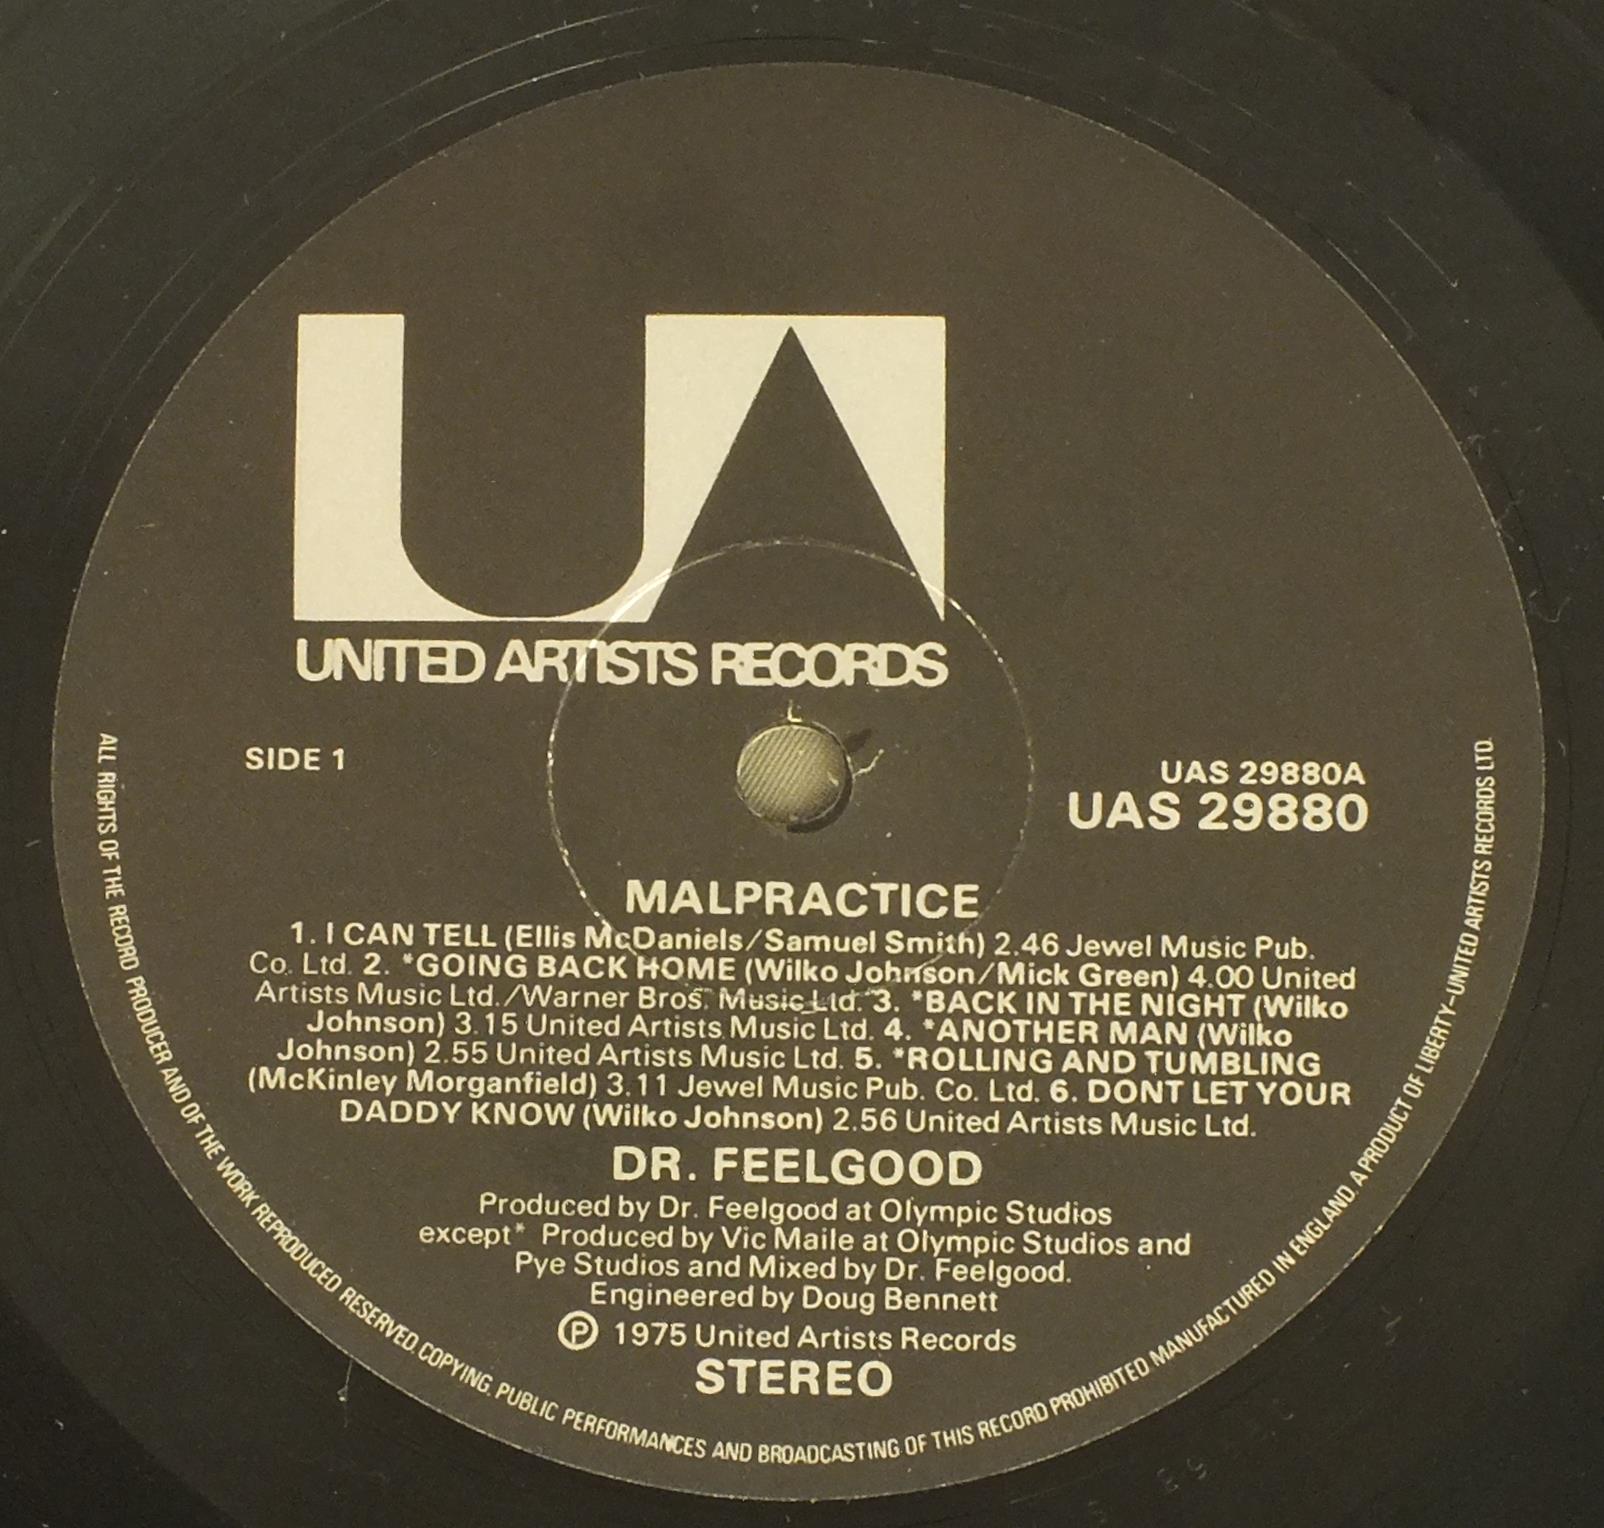 UA
UNITED ARTISTS RECORDS
SIDE 1
UAS 29880A
UAS 29880
MALPRACTICE
1. I CAN TELL (Ellis McDaniels/Samuel Smith) 2.46 Jewel Music Pub.
Co. Ltd. 2. *GOING BACK HOME (Wilko Johnson/Mick Green) 4.00 United
Artists Music Ltd./Warner Bros. Music Ltd. 3. *BACK IN THE NIGHT (Wilko
Johnson) 3.15 United Artists Music Ltd. 4. *ANOTHER MAN (Wilko
Johnson) 2.55 United Artists Music Ltd. 5. *ROLLING AND TUMBLING
(McKinley Morganfield) 3.11 Jewel Music Pub. Co. Ltd. 6. DONT LET YOUR
DADDY KNOW (Wilko Johnson) 2.56 United Artists Music Ltd.
DR. FEELGOOD
Produced by Dr. Feelgood at Olympic Studios
except* Produced by Vic Maile at Olympic Studios and
Pye Studios and Mixed by Dr. Feelgood.
Engineered by Doug Bennett
Ⓟ 1975 United Artists Records
STEREO
ALL RIGHTS OF THE RECORD PRODUCER AND OF THE WORK REPRODUCED RESERVED. COPYING. PUBLIC PERFORMANCES AND BROADCASTING OF THIS RECORD PROHIBITED MANUFACTURED IN ENGLAND. A PRODUCT OF LIBERTY-UNITED ARTISTS RECORDS LTD.